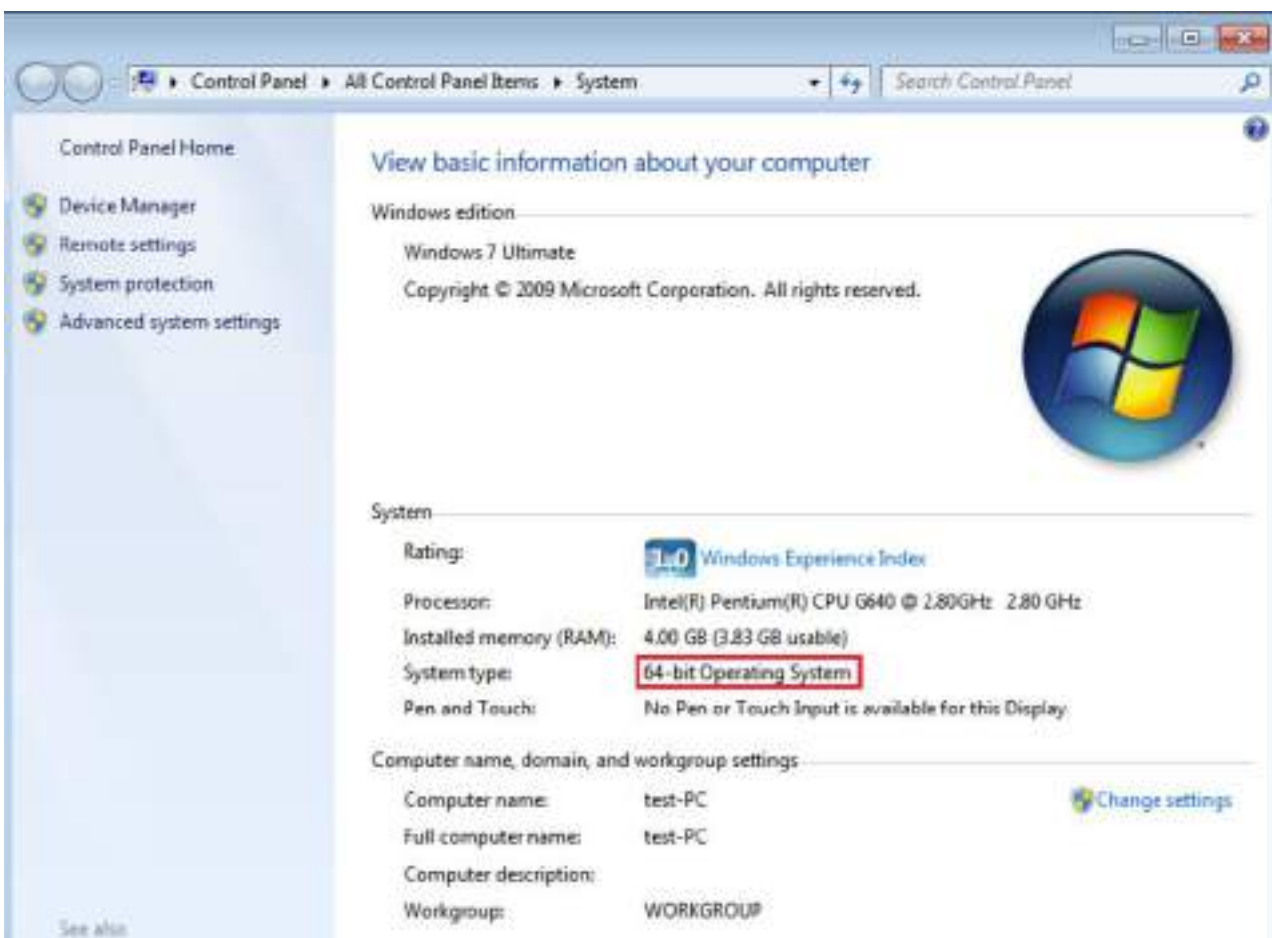 Control Panel ▸ All Control Panel Items ▸ System
Search Control Panel
Control Panel Home
Device Manager
Remote settings
System protection
Advanced system settings
See also
View basic information about your computer
Windows edition
Windows 7 Ultimate
Copyright © 2009 Microsoft Corporation. All rights reserved.
System
Rating: 1.0 Windows Experience Index
Processor: Intel(R) Pentium(R) CPU G640 @ 2.80GHz 2.80 GHz
Installed memory (RAM): 4.00 GB (3.83 GB usable)
System type: 64-bit Operating System
Pen and Touch: No Pen or Touch Input is available for this Display
Computer name, domain, and workgroup settings
Computer name: test-PC Change settings
Full computer name: test-PC
Computer description:
Workgroup: WORKGROUP